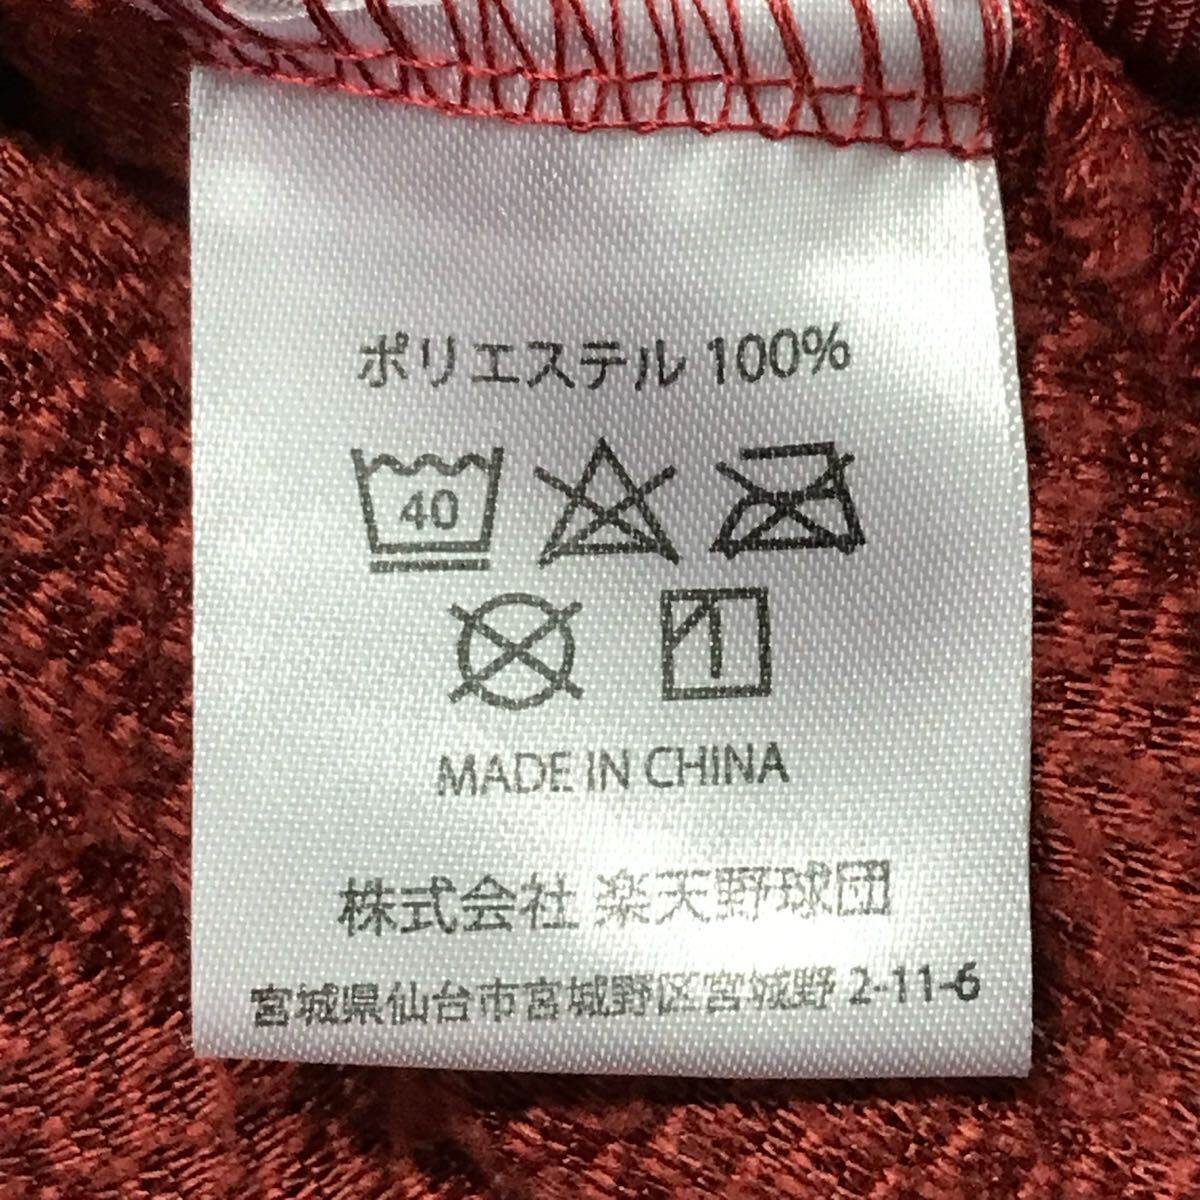 ポリエステル 100%
40
MADE IN CHINA
株式会社 楽天野球団
宮城県仙台市宮城野区宮城野 2-11-6